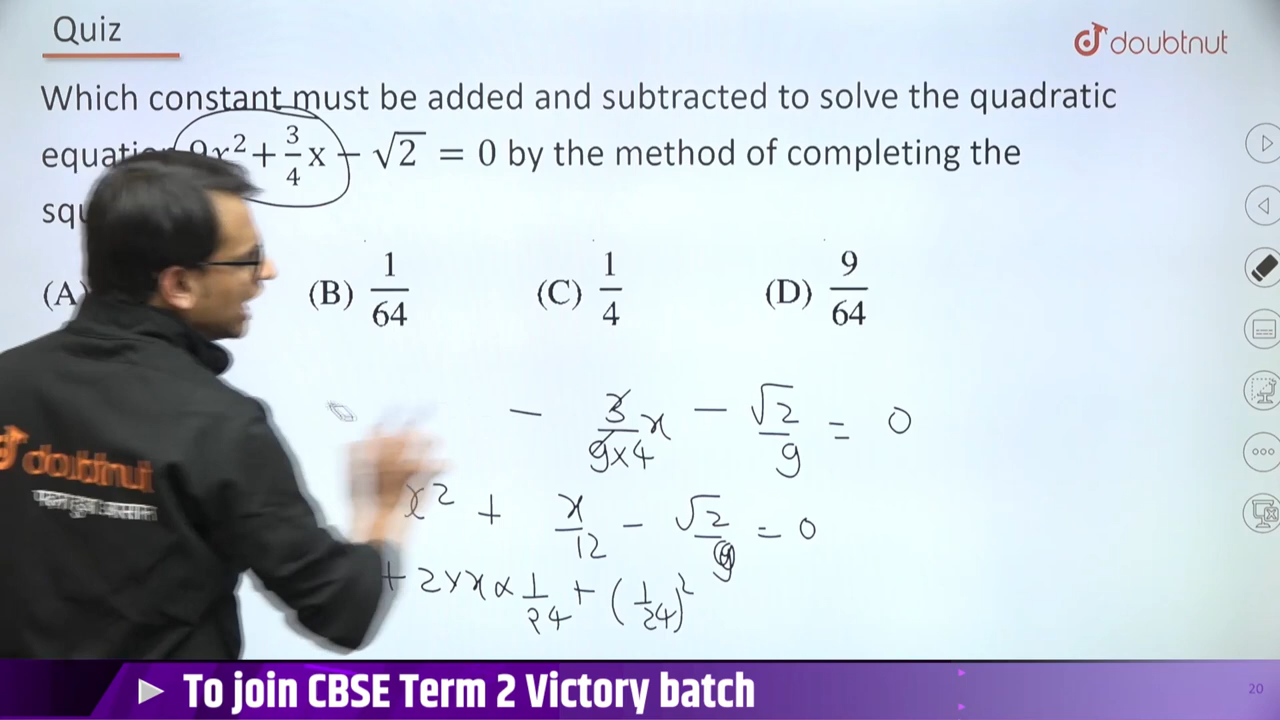 Quiz
doubtnut
Which constant must be added and subtracted to solve the quadratic
equation 9x² + 3/4 x − √2 = 0 by the method of completing the
squ
(A) (B) 1/64 (C) 1/4 (D) 9/64
− 3/9×4 x − √2/9 = 0
x² + x/12 − √2/9 = 0
+ 2×x×1/24 + (1/24)²
doubtnut
► To join CBSE Term 2 Victory batch
20